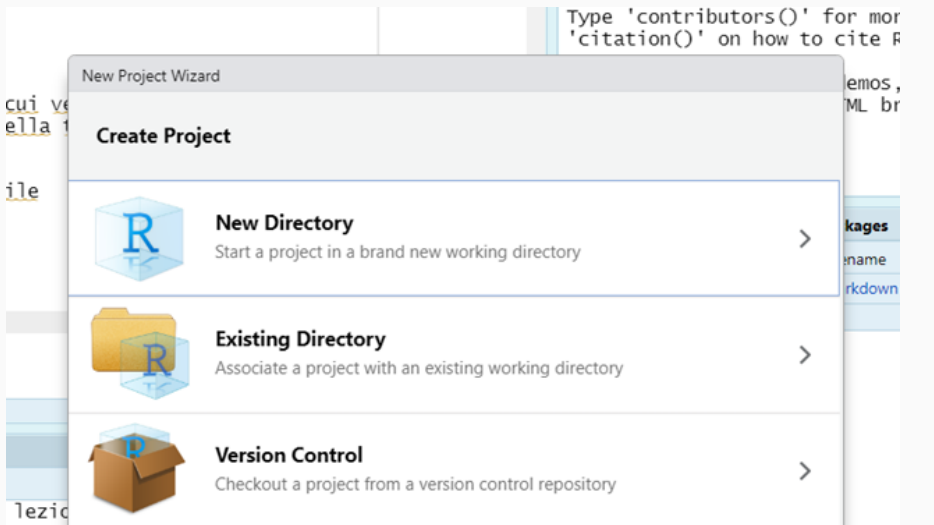 Type 'contributors()' for mor
'citation()' on how to cite R
New Project Wizard
emos,
cui ve
ML br
ella t
Create Project
ile
R
New Directory
Start a project in a brand new working directory
kages
ename
rkdown
R
Existing Directory
Associate a project with an existing working directory
R
Version Control
Checkout a project from a version control repository
lezio